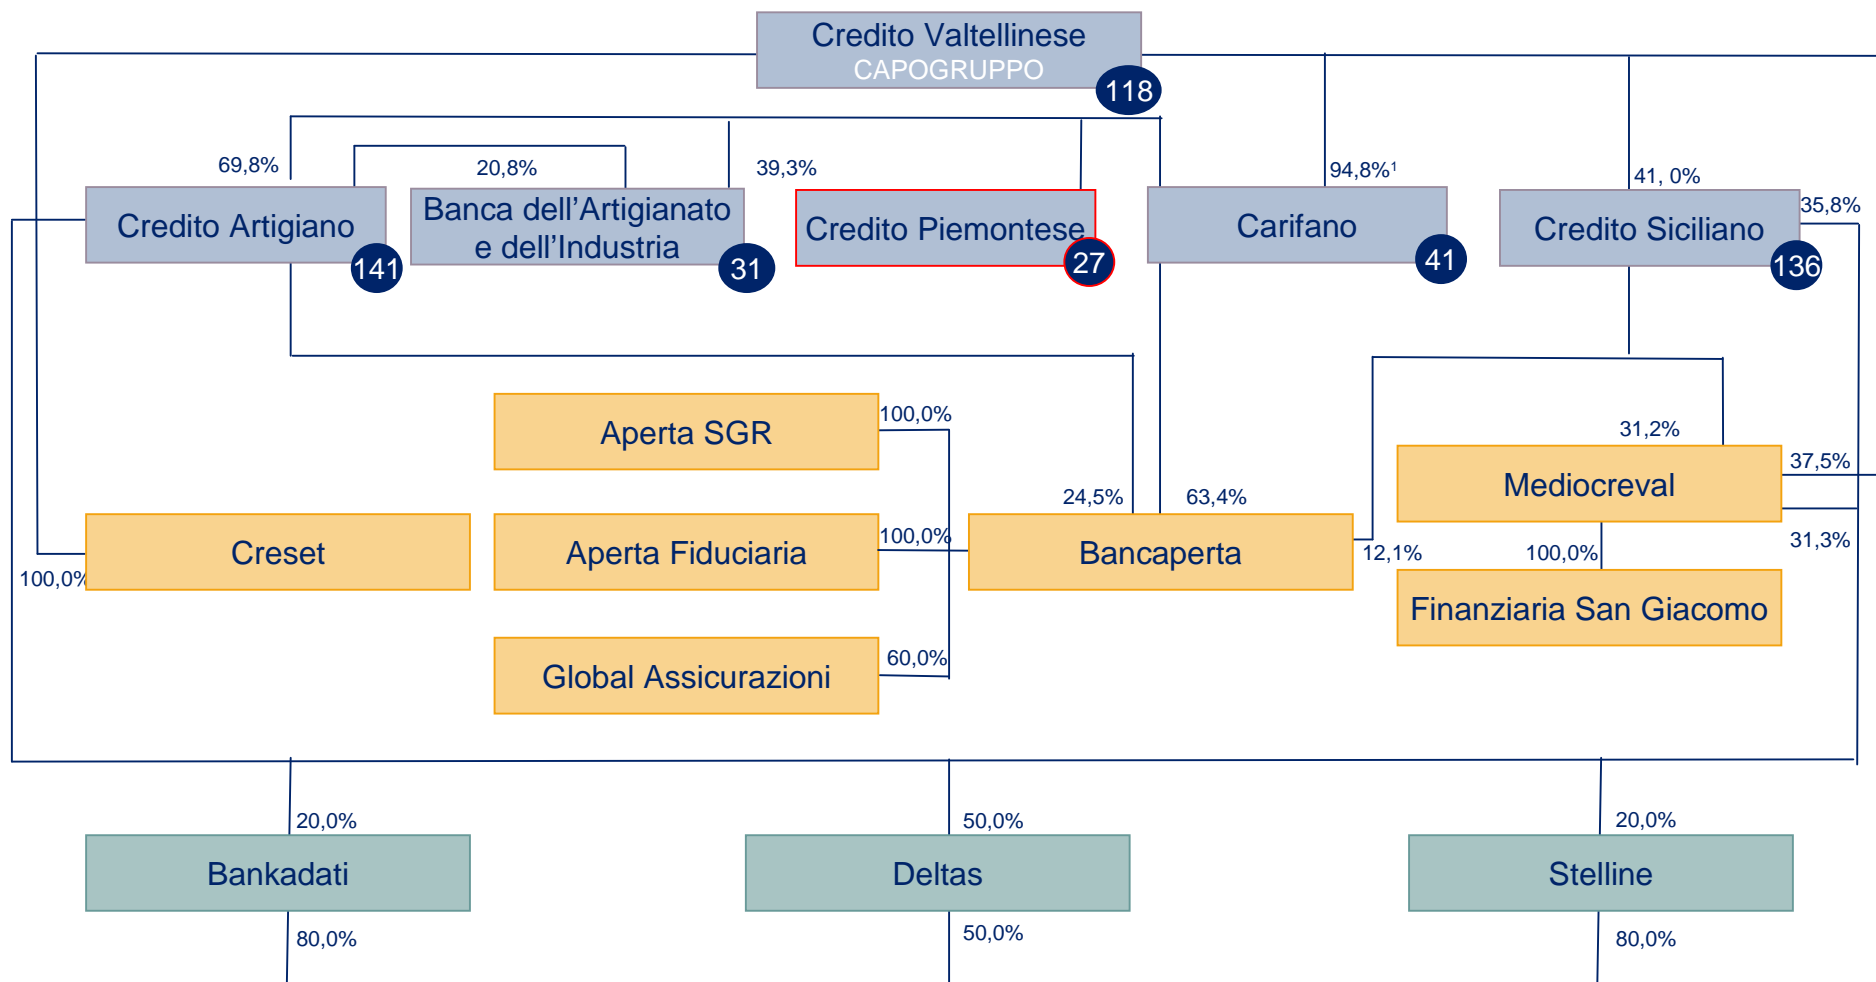 Credito Valtellinese
CAPOGRUPPO
118
69,8%
20,8%
39,3%
94,8%¹
41, 0%
35,8%
Credito Artigiano
141
Banca dell’Artigianato
e dell’Industria
31
Credito Piemontese
27
Carifano
41
Credito Siciliano
136
Aperta SGR
100,0%
31,2%
Mediocreval
37,5%
24,5%
63,4%
Creset
100,0%
Aperta Fiduciaria
100,0%
Bancaperta
12,1%
100,0%
31,3%
Finanziaria San Giacomo
Global Assicurazioni
60,0%
20,0%
50,0%
20,0%
Bankadati
Deltas
Stelline
80,0%
50,0%
80,0%